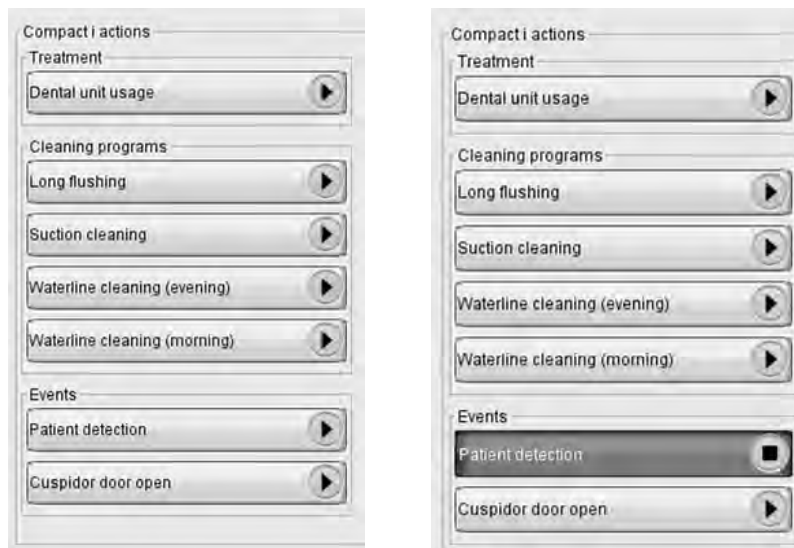 Compact i actions
Treatment
Dental unit usage
Cleaning programs
Long flushing
Suction cleaning
Waterline cleaning (evening)
Waterline cleaning (morning)
Events
Patient detection
Cuspidor door open
Compact i actions
Treatment
Dental unit usage
Cleaning programs
Long flushing
Suction cleaning
Waterline cleaning (evening)
Waterline cleaning (morning)
Events
Patient detection
Cuspidor door open